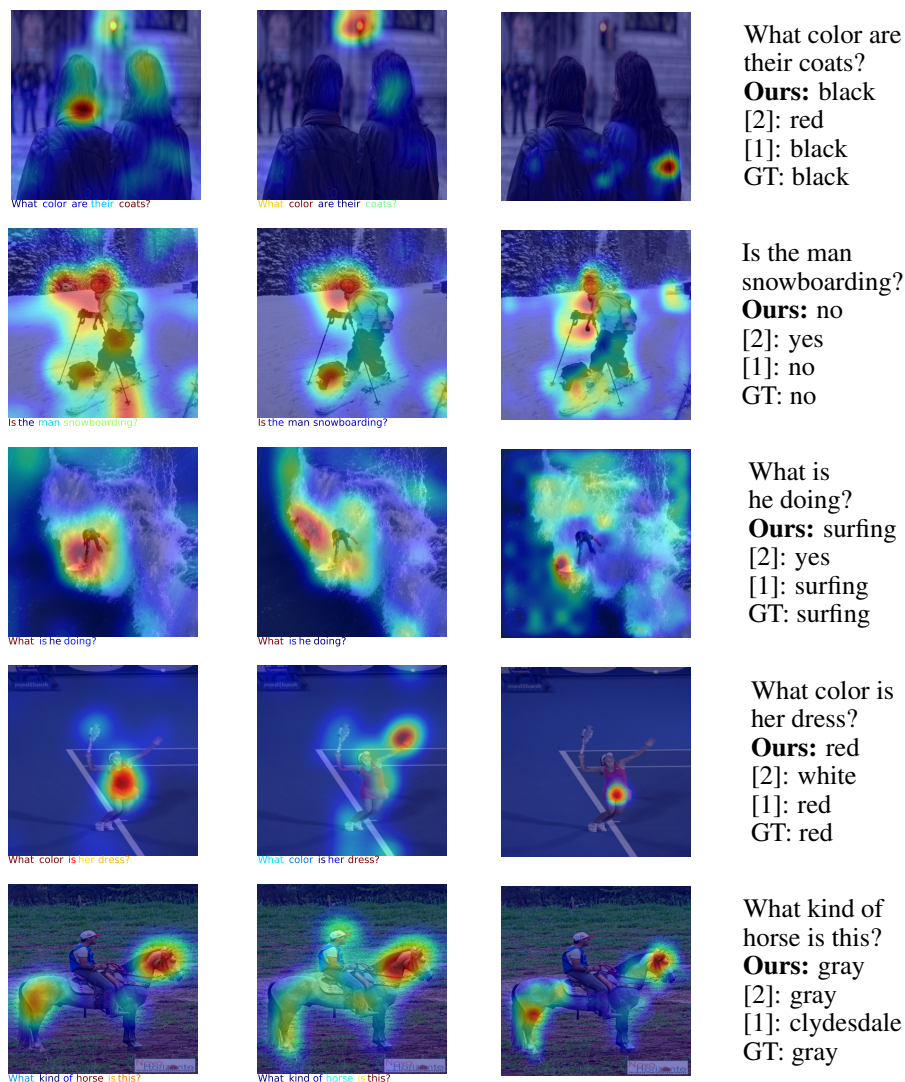 What color are
their coats?
Ours: black
[2]: red
[1]: black
GT: black
What color are their coats?
What color are their coats?
Is the man
snowboarding?
Ours: no
[2]: yes
[1]: no
GT: no
Is the man snowboarding?
Is the man snowboarding?
What is
he doing?
Ours: surfing
[2]: yes
[1]: surfing
GT: surfing
What is he doing?
What is he doing?
What color is
her dress?
Ours: red
[2]: white
[1]: red
GT: red
What color is her dress?
What color is her dress?
What kind of
horse is this?
Ours: gray
[2]: gray
[1]: clydesdale
GT: gray
What kind of horse is this?
What kind of horse is this?